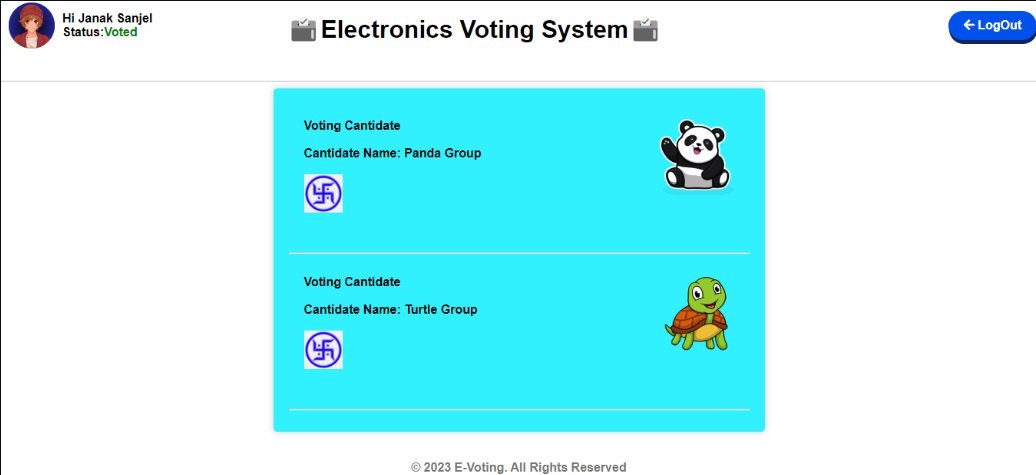 Hi Janak Sanjel
Status:Voted
Electronics Voting System
LogOut
Voting Cantidate
Cantidate Name: Panda Group
Voting Cantidate
Cantidate Name: Turtle Group
© 2023 E-Voting. All Rights Reserved